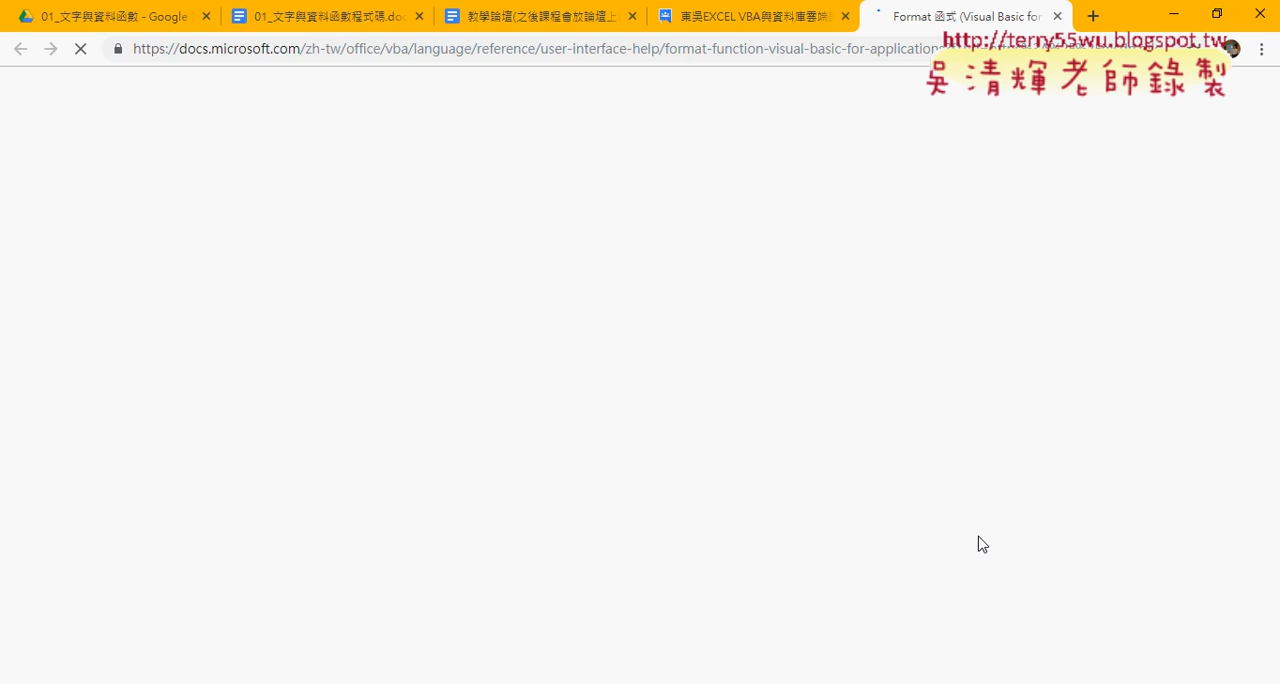 01_文字與資料函數 - Google
01_文字與資料函數程式碼.doc
教學論壇(之後課程會放論壇上
東吳EXCEL VBA與資料庫雲端
Format 函式 (Visual Basic for
https://docs.microsoft.com/zh-tw/office/vba/language/reference/user-interface-help/format-function-visual-basic-for-application
http://terry55wu.blogspot.tw
吳清輝老師錄製